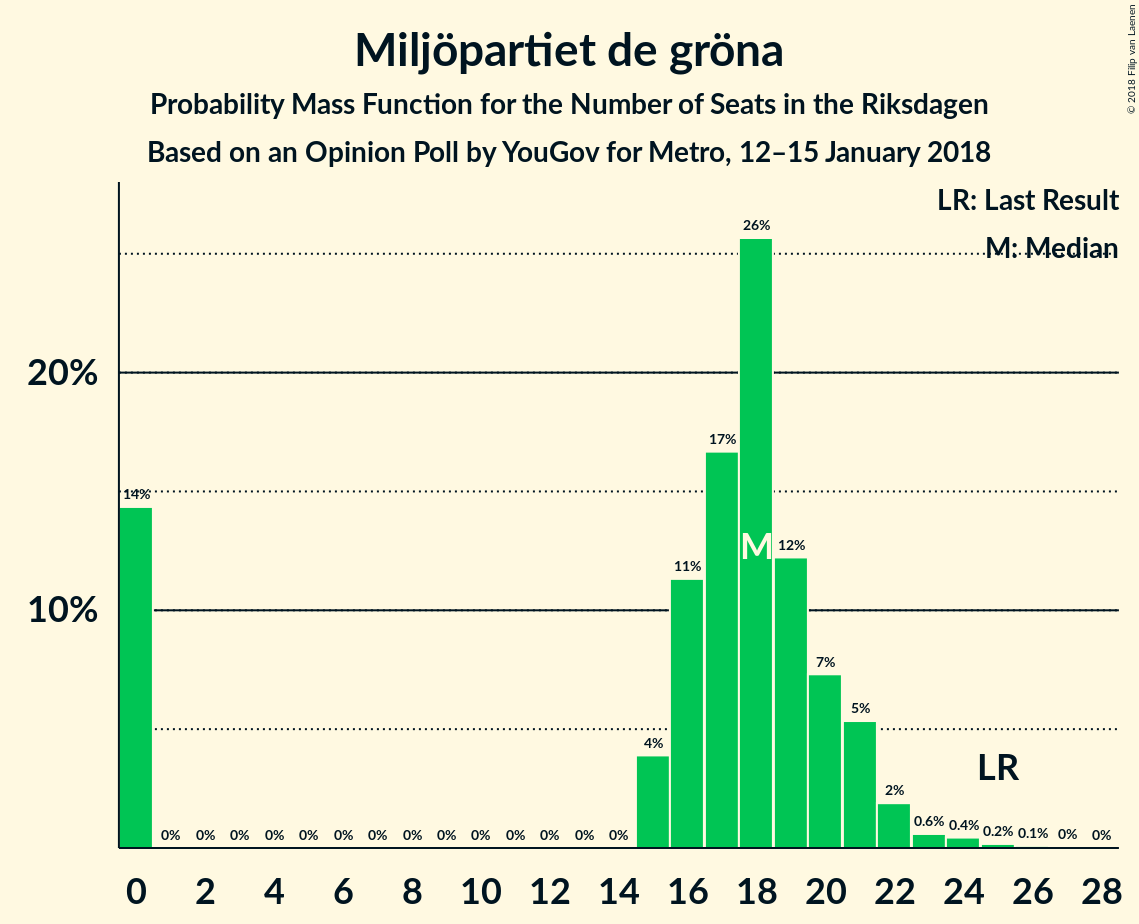 Miljöpartiet de gröna
Probability Mass Function for the Number of Seats in the Riksdagen
Based on an Opinion Poll by YouGov for Metro, 12–15 January 2018
© 2018 Filip van Laenen
LR: Last Result
M: Median
26%
20%
17%
14%
M
12%
11%
10%
7%
5%
4%
LR
2%
0% 0% 0% 0% 0% 0% 0% 0% 0% 0% 0% 0% 0% 0% 0.6% 0.4% 0.2% 0.1% 0% 0%
0 2 4 6 8 10 12 14 16 18 20 22 24 26 28